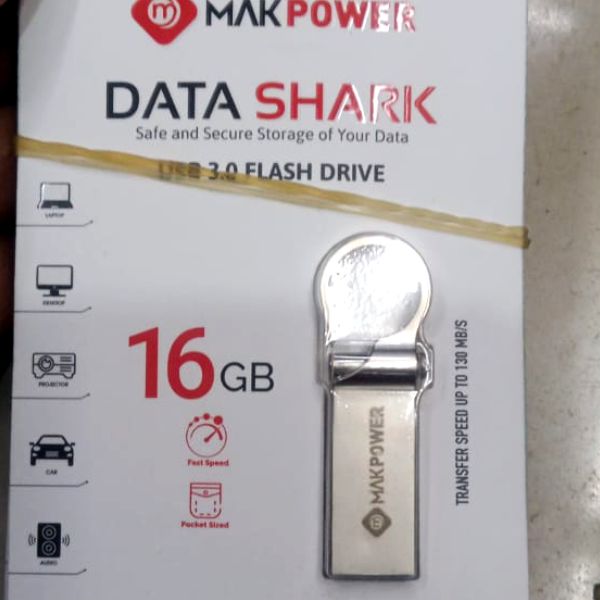 m MAKPOWER
DATA SHARK
Safe and Secure Storage of Your Data
USB 3.0 FLASH DRIVE
LAPTOP
DESKTOP
PROJECTOR
CAR
AUDIO
16GB
Fast Speed
Pocket Sized
m MAKPOWER
TRANSFER SPEED UP TO 130 MB/S